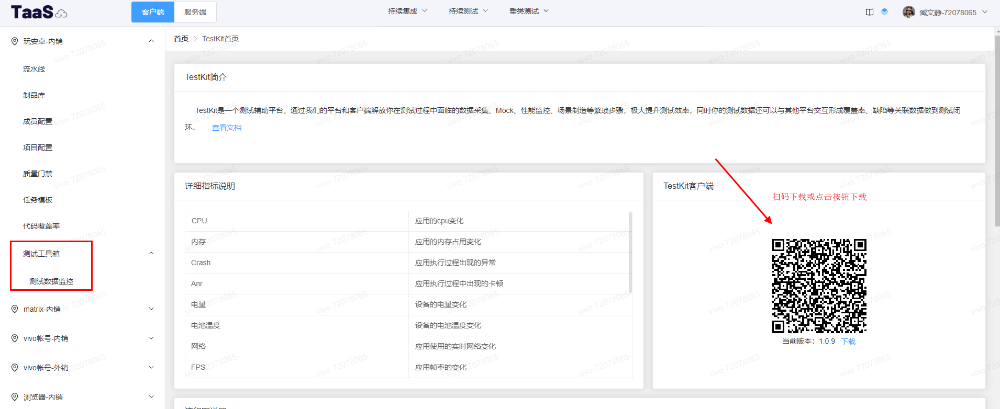 TaaS
客户端
服务端
持续集成
持续测试
垂类测试
臧文静-72078065
玩安卓-内销
流水线
制品库
成员配置
项目配置
质量门禁
任务模板
代码覆盖率
测试工具箱
测试数据监控
matrix-内销
vivo帐号-内销
vivo帐号-外销
浏览器-内销
首页
TestKit首页
TestKit简介
TestKit是一个测试辅助平台，通过我们的平台和客户端解放你在测试过程中面临的数据采集、Mock、性能监控、场景制造等繁琐步骤，极大提升测试效率，同时你的测试数据还可以与其他平台交互形成覆盖率、缺陷等关联数据做到测试闭
环。 查看文档
详细指标说明
CPU 应用的cpu变化
内存 应用的内存占用变化
Crash 应用执行过程出现的异常
Anr 应用执行过程中出现的卡顿
电量 设备的电量变化
电池温度 设备的电池温度变化
网络 应用使用的实时网络变化
FPS 应用帧率的变化
TestKit客户端
扫码下载或点击按钮下载
当前版本：1.0.9 下载
vivo 72078065